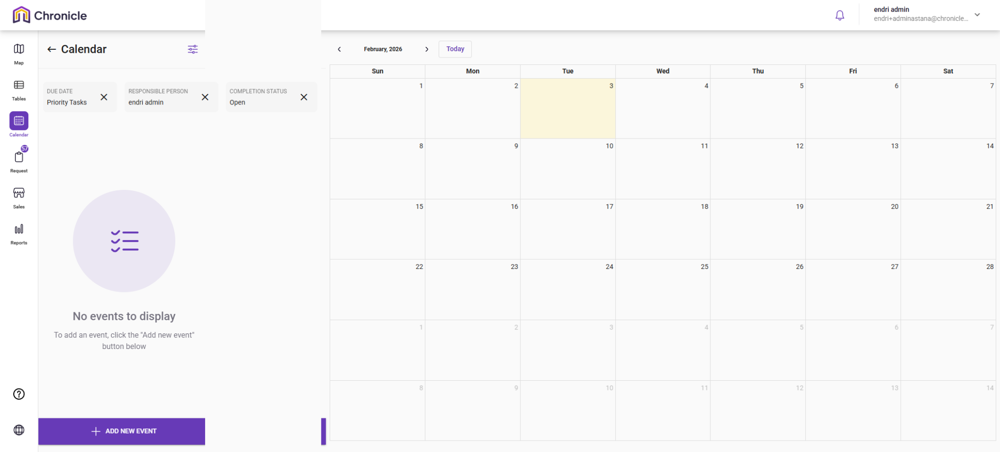 Chronicle
endri admin
endri+adminastana@chronicle...
Map
Tables
Calendar
57
Request
Sales
Reports
Calendar
DUE DATE
Priority Tasks
RESPONSIBLE PERSON
endri admin
COMPLETION STATUS
Open
No events to display
To add an event, click the "Add new event"
button below
ADD NEW EVENT
February, 2026
Today
Sun Mon Tue Wed Thu Fri Sat
1 2 3 4 5 6 7
8 9 10 11 12 13 14
15 16 17 18 19 20 21
22 23 24 25 26 27 28
1 2 3 4 5 6 7
8 9 10 11 12 13 14